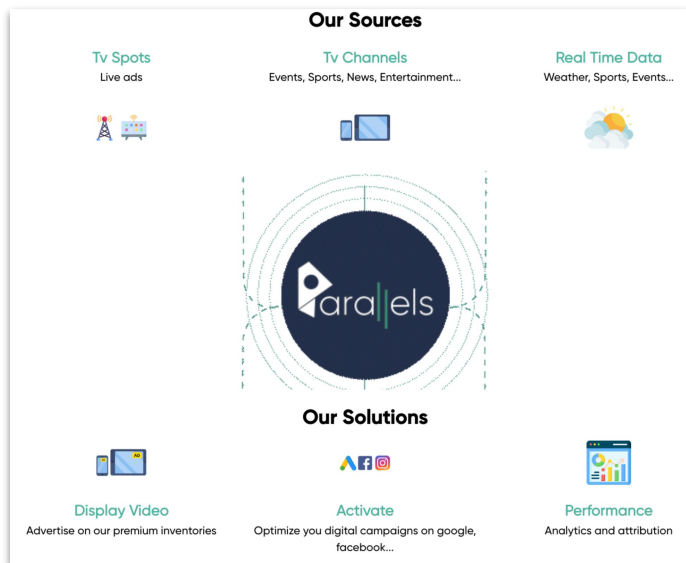 Our Sources
Tv Spots
Live ads
Tv Channels
Events, Sports, News, Entertainment...
Real Time Data
Weather, Sports, Events...
Parallels
Our Solutions
AD
Display Video
Advertise on our premium inventories
Activate
Optimize you digital campaigns on google,
facebook...
Performance
Analytics and attribution